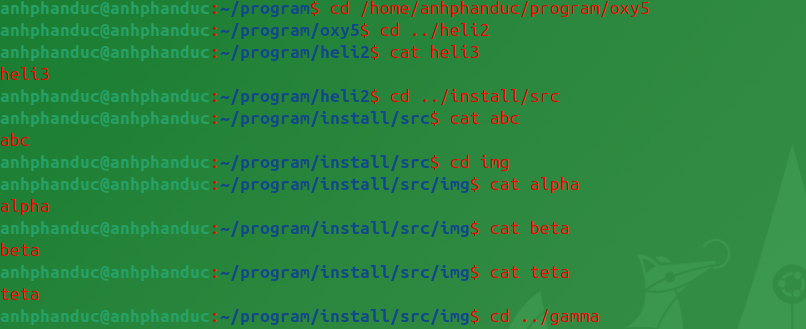 anhphanduc@anhphanduc:~/program$ cd /home/anhphanduc/program/oxy5
anhphanduc@anhphanduc:~/program/oxy5$ cd ../heli2
anhphanduc@anhphanduc:~/program/heli2$ cat heli3
heli3
anhphanduc@anhphanduc:~/program/heli2$ cd ../install/src
anhphanduc@anhphanduc:~/program/install/src$ cat abc
abc
anhphanduc@anhphanduc:~/program/install/src$ cd img
anhphanduc@anhphanduc:~/program/install/src/img$ cat alpha
alpha
anhphanduc@anhphanduc:~/program/install/src/img$ cat beta
beta
anhphanduc@anhphanduc:~/program/install/src/img$ cat teta
teta
anhphanduc@anhphanduc:~/program/install/src/img$ cd ../gamma